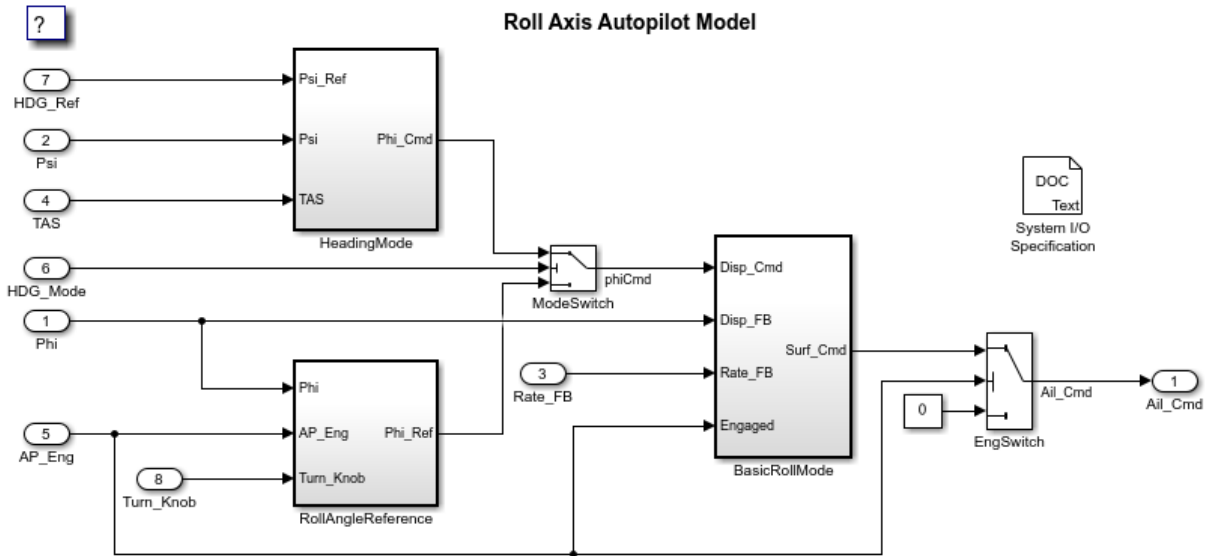 ?
Roll Axis Autopilot Model
7
HDG_Ref
2
Psi
4
TAS
Psi_Ref
Psi
TAS
Phi_Cmd
HeadingMode
6
HDG_Mode
1
Phi
ModeSwitch
phiCmd
DOC
Text
System I/O
Specification
Disp_Cmd
Disp_FB
Rate_FB
Engaged
Surf_Cmd
BasicRollMode
3
Rate_FB
5
AP_Eng
8
Turn_Knob
Phi
AP_Eng
Turn_Knob
Phi_Ref
RollAngleReference
0
EngSwitch
Ail_Cmd
1
Ail_Cmd